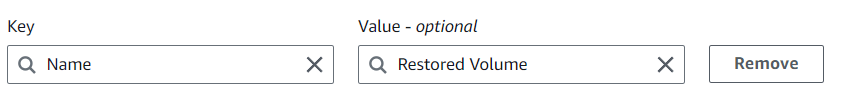 Key
Value - optional
Name
Restored Volume
Remove